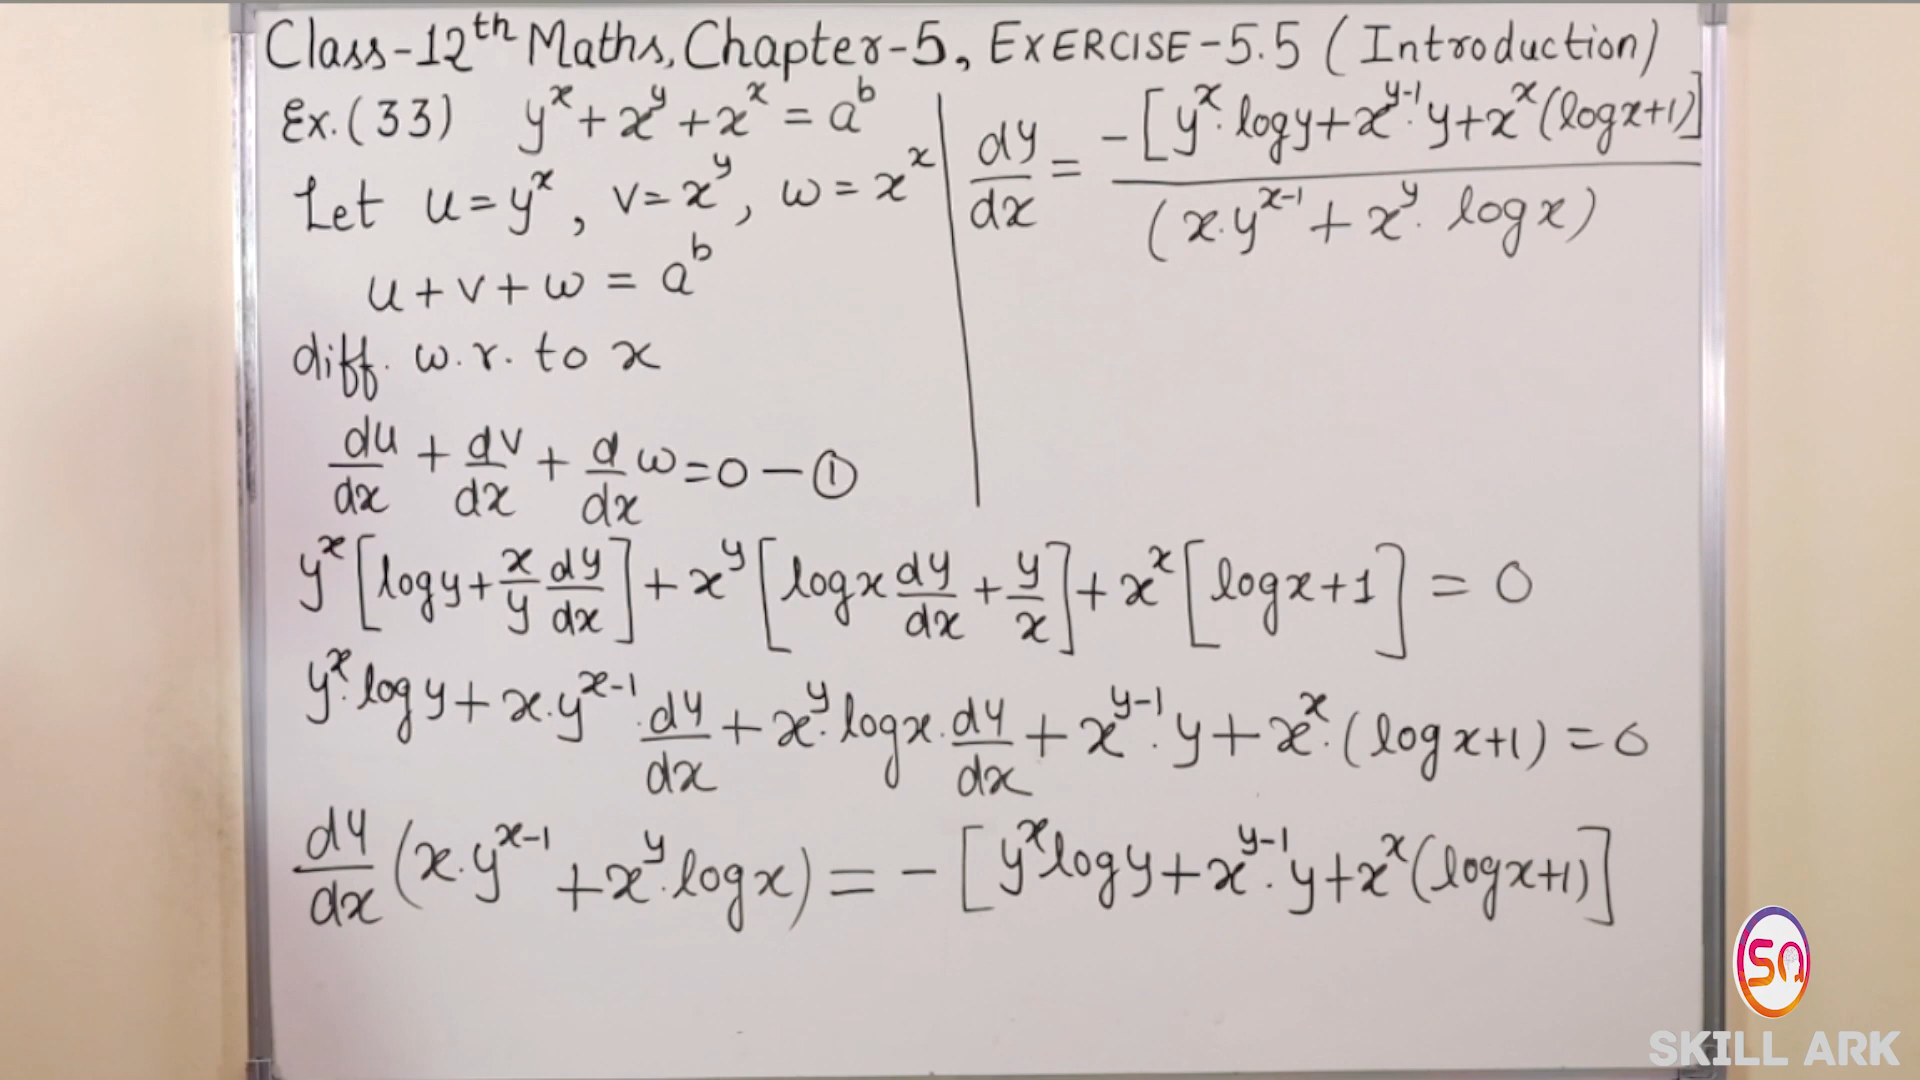 Class-12th Maths, Chapter-5, EXERCISE-5.5 (Introduction)
Ex.(33) y^x + x^y + x^x = a^b
Let u = y^x, v = x^y, w = x^x
u + v + w = a^b
diff. w.r. to x
du/dx + dv/dx + d/dx w = 0 — ①
y^x [log y + x/y dy/dx] + x^y [log x dy/dx + y/x] + x^x [log x + 1] = 0
y^x. log y + x. y^(x-1). dy/dx + x^y. log x. dy/dx + x^(y-1). y + x^x. (log x + 1) = 0
dy/dx (x. y^(x-1) + x^y. log x) = - [y^x log y + x^(y-1). y + x^x (log x + 1)]
dy/dx = -[y^x. log y + x^(y-1). y + x^x (log x + 1)] / (x. y^(x-1) + x^y. log x)
SA
SKILL ARK